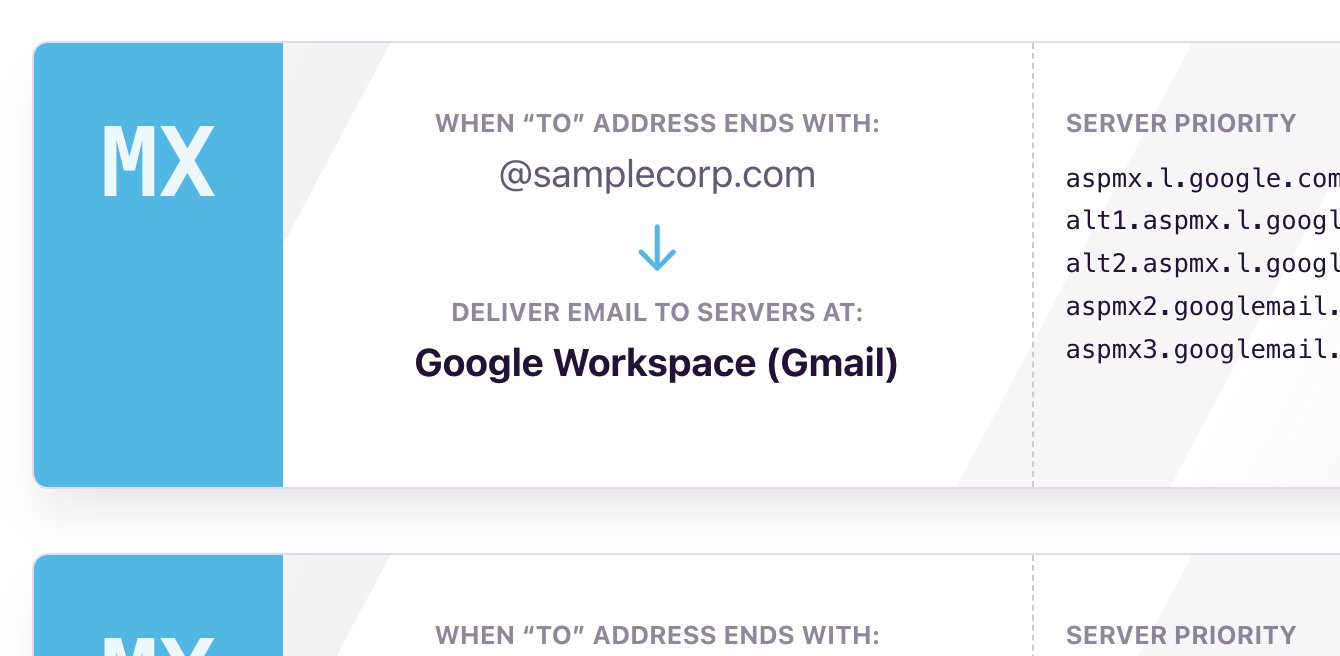 MX
WHEN “TO” ADDRESS ENDS WITH:
@samplecorp.com
DELIVER EMAIL TO SERVERS AT:
Google Workspace (Gmail)
SERVER PRIORITY
aspmx.l.google.com
alt1.aspmx.l.googl
alt2.aspmx.l.googl
aspmx2.googlemail.
aspmx3.googlemail.
MX
WHEN “TO” ADDRESS ENDS WITH:
SERVER PRIORITY